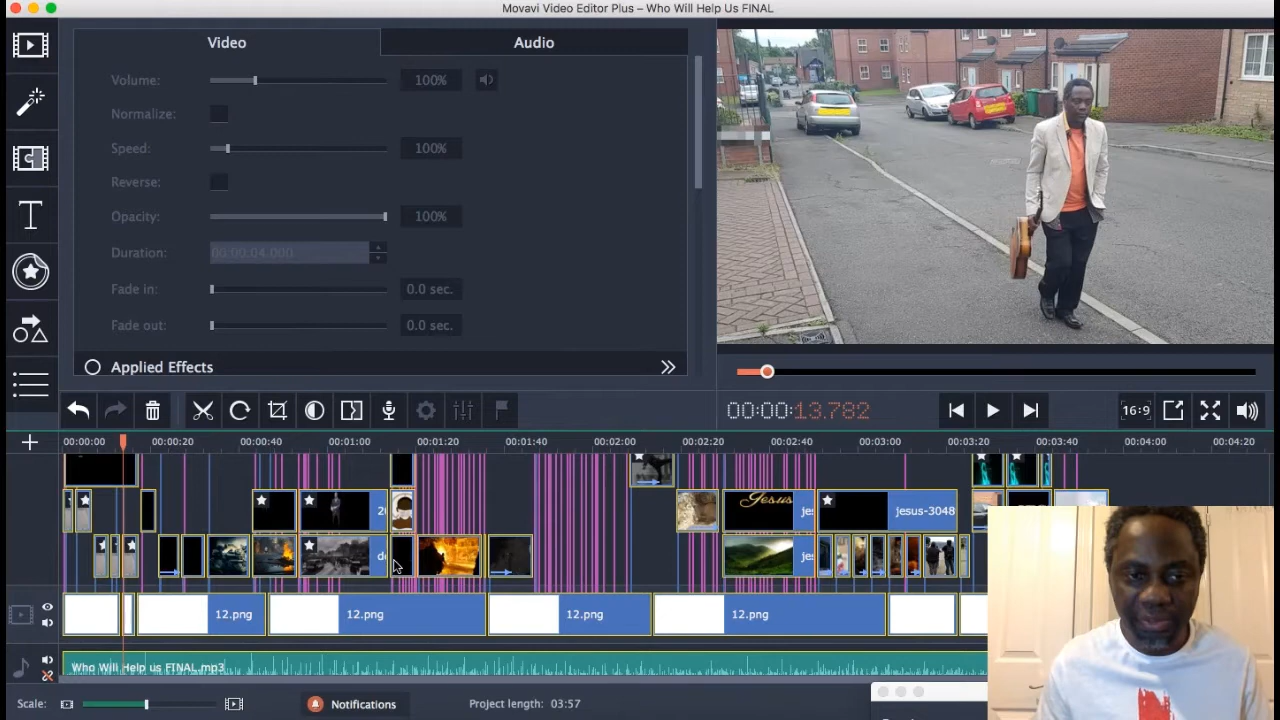 Movavi Video Editor Plus – Who Will Help Us FINAL
Video
Audio
Volume:
100%
Normalize:
Speed:
100%
Reverse:
Opacity:
100%
Duration:
00:00:04.000
Fade in:
0.0 sec.
Fade out:
0.0 sec.
Applied Effects
00:00:13.782
16:9
00:00:00
00:00:20
00:00:40
00:01:00
00:01:20
00:01:40
00:02:00
00:02:20
00:02:40
00:03:00
00:03:20
00:03:40
00:04:00
00:04:20
Jesus
jesus-3048
12.png
12.png
12.png
12.png
Who Will Help us FINAL.mp3
Scale:
Notifications
Project length: 03:57